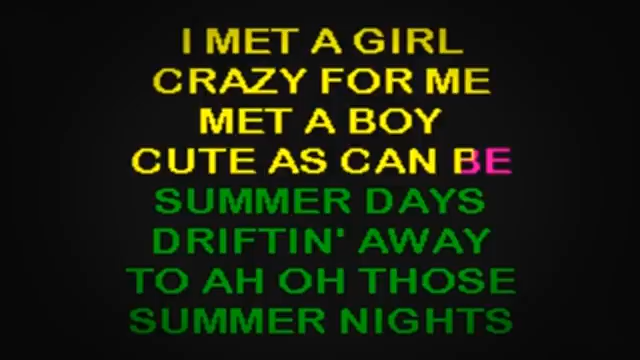 I MET A GIRL
CRAZY FOR ME
MET A BOY
CUTE AS CAN BE
SUMMER DAYS
DRIFTIN' AWAY
TO AH OH THOSE
SUMMER NIGHTS